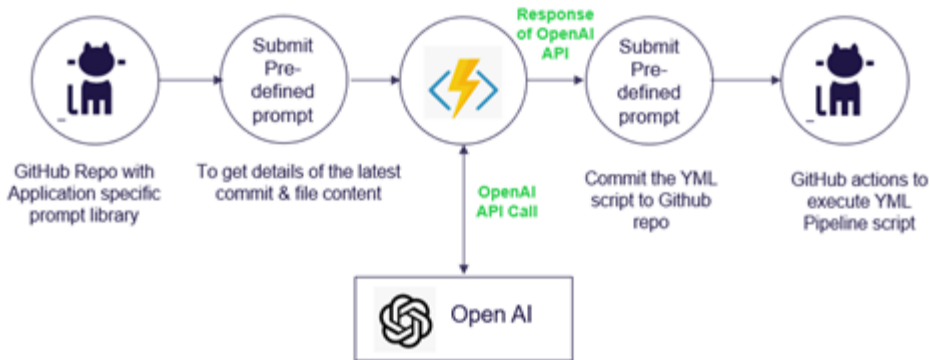 Submit
Pre-
defined
prompt
Response
of OpenAI
API
Submit
Pre-
defined
prompt
GitHub Repo with
Application specific
prompt library
To get details of the latest
commit & file content
OpenAI
API Call
Commit the YML
script to Github
repo
GitHub actions to
execute YML
Pipeline script
Open AI